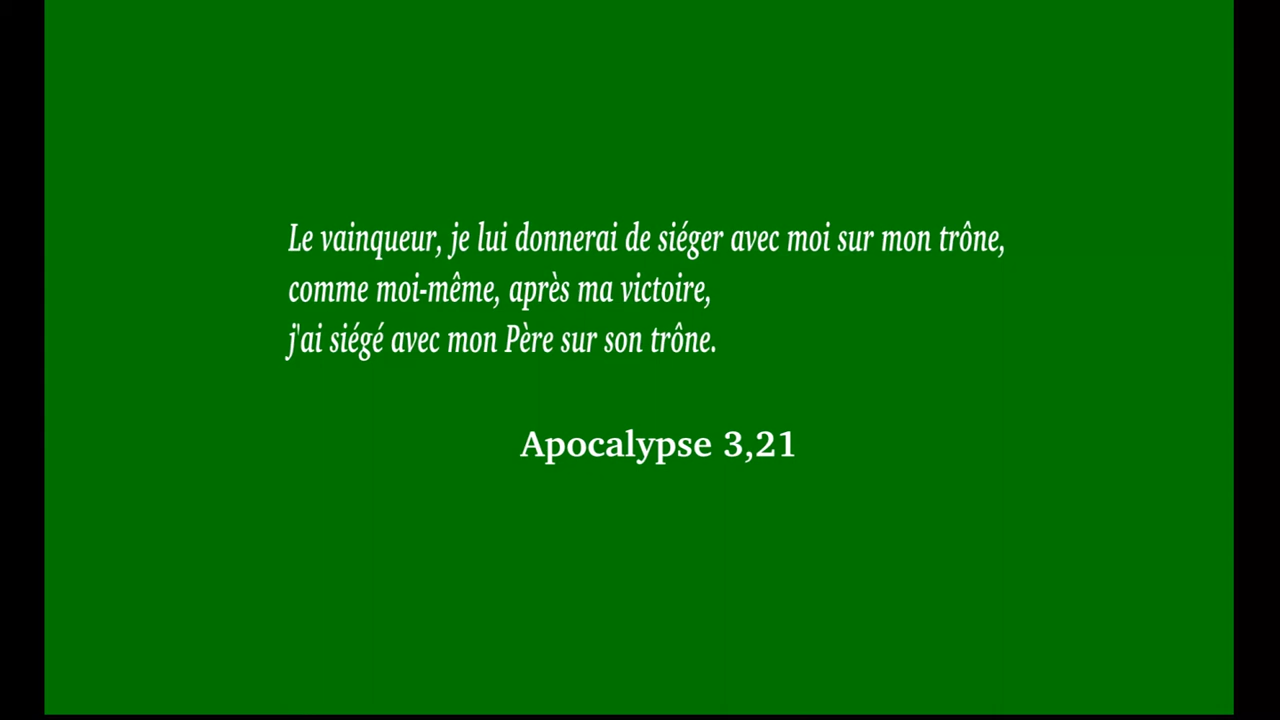 Le vainqueur, je lui donnerai de siéger avec moi sur mon trône,
comme moi-même, après ma victoire,
j'ai siégé avec mon Père sur son trône.
Apocalypse 3,21